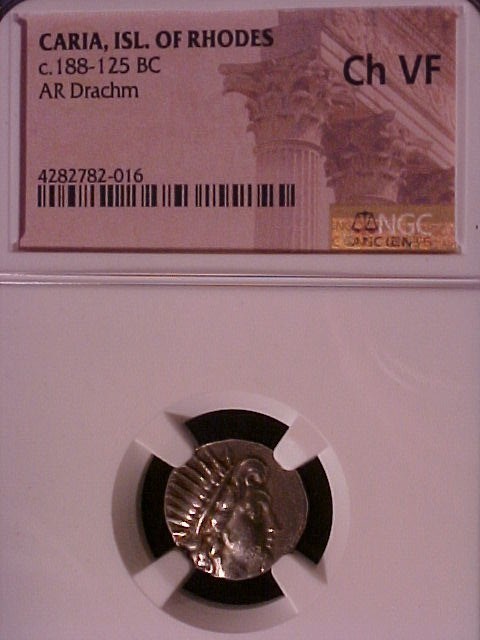 CARIA, ISL. OF RHODES
c.188-125 BC
AR Drachm
Ch VF
4282782-016
NGC